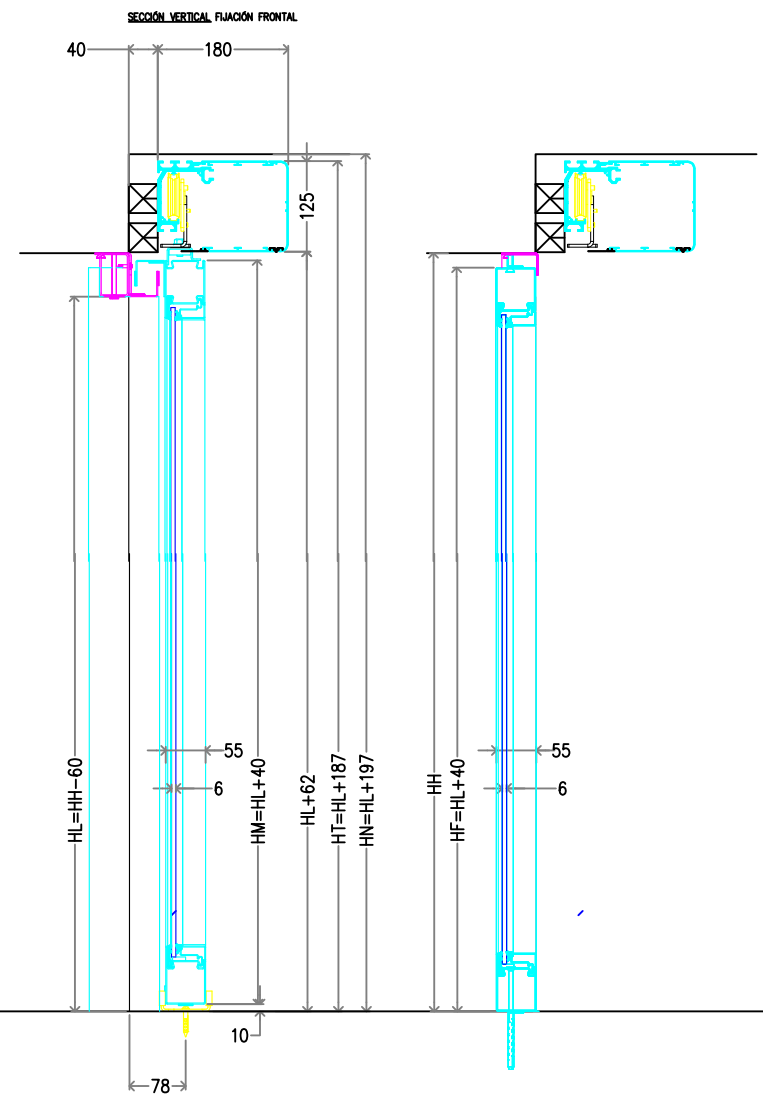 SECCIÓN VERTICAL FIJACIÓN FRONTAL
40
180
125
HL=HH-60
55
6
HM=HL+40
HL+62
HT=HL+187
HN=HL+197
HH
HF=HL+40
55
6
10
78